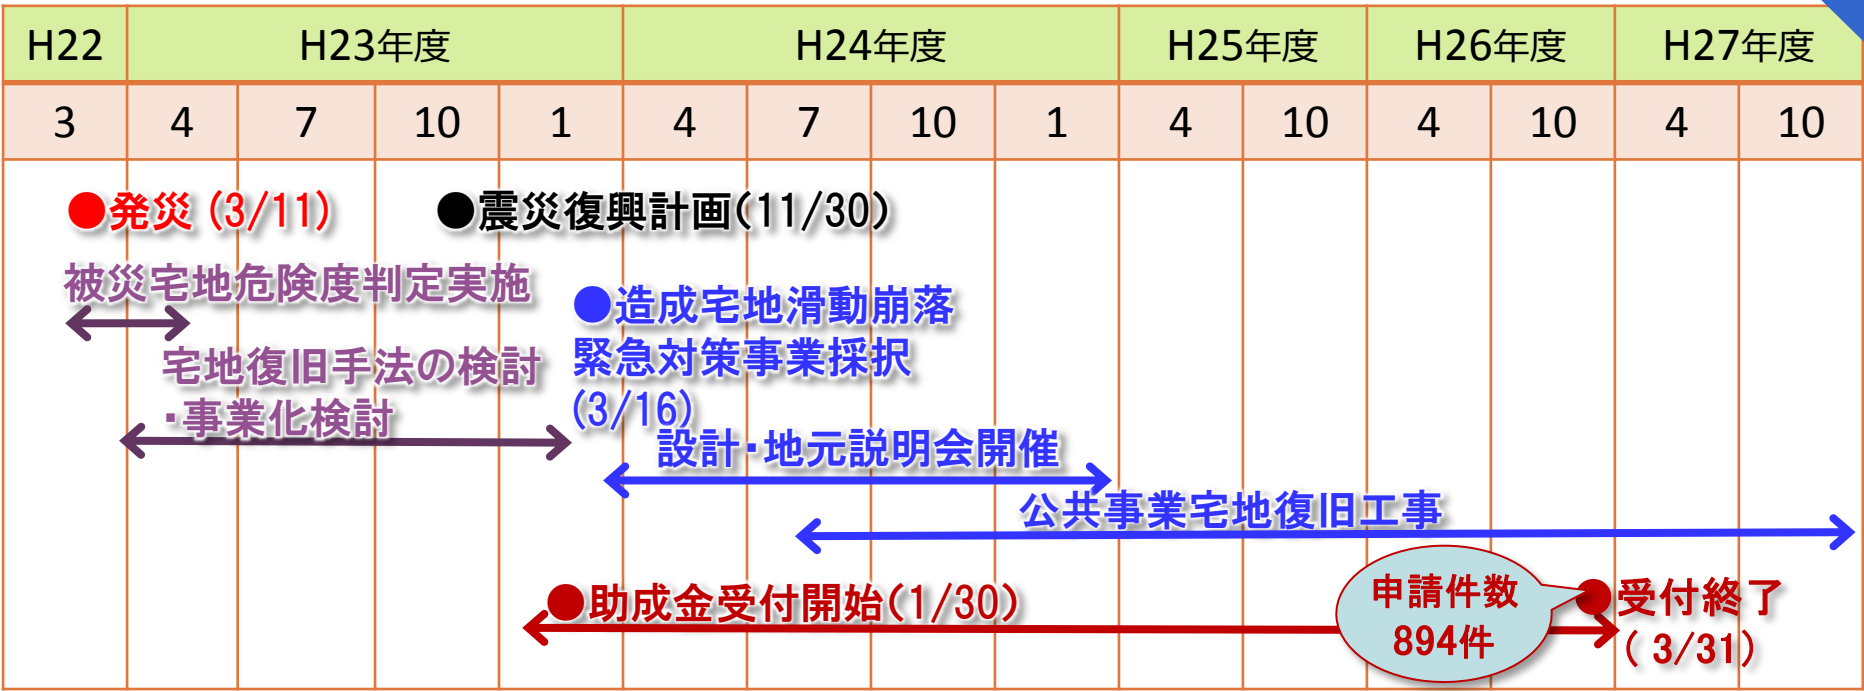 H22 H23年度 H24年度 H25年度 H26年度 H27年度
3 4 7 10 1 4 7 10 1 4 10 4 10 4 10
●発災 (3/11) ●震災復興計画(11/30)
被災宅地危険度判定実施
●造成宅地滑動崩落
緊急対策事業採択
(3/16)
宅地復旧手法の検討
・事業化検討
設計・地元説明会開催
公共事業宅地復旧工事
●助成金受付開始(1/30)
申請件数
894件
●受付終了
( 3/31)